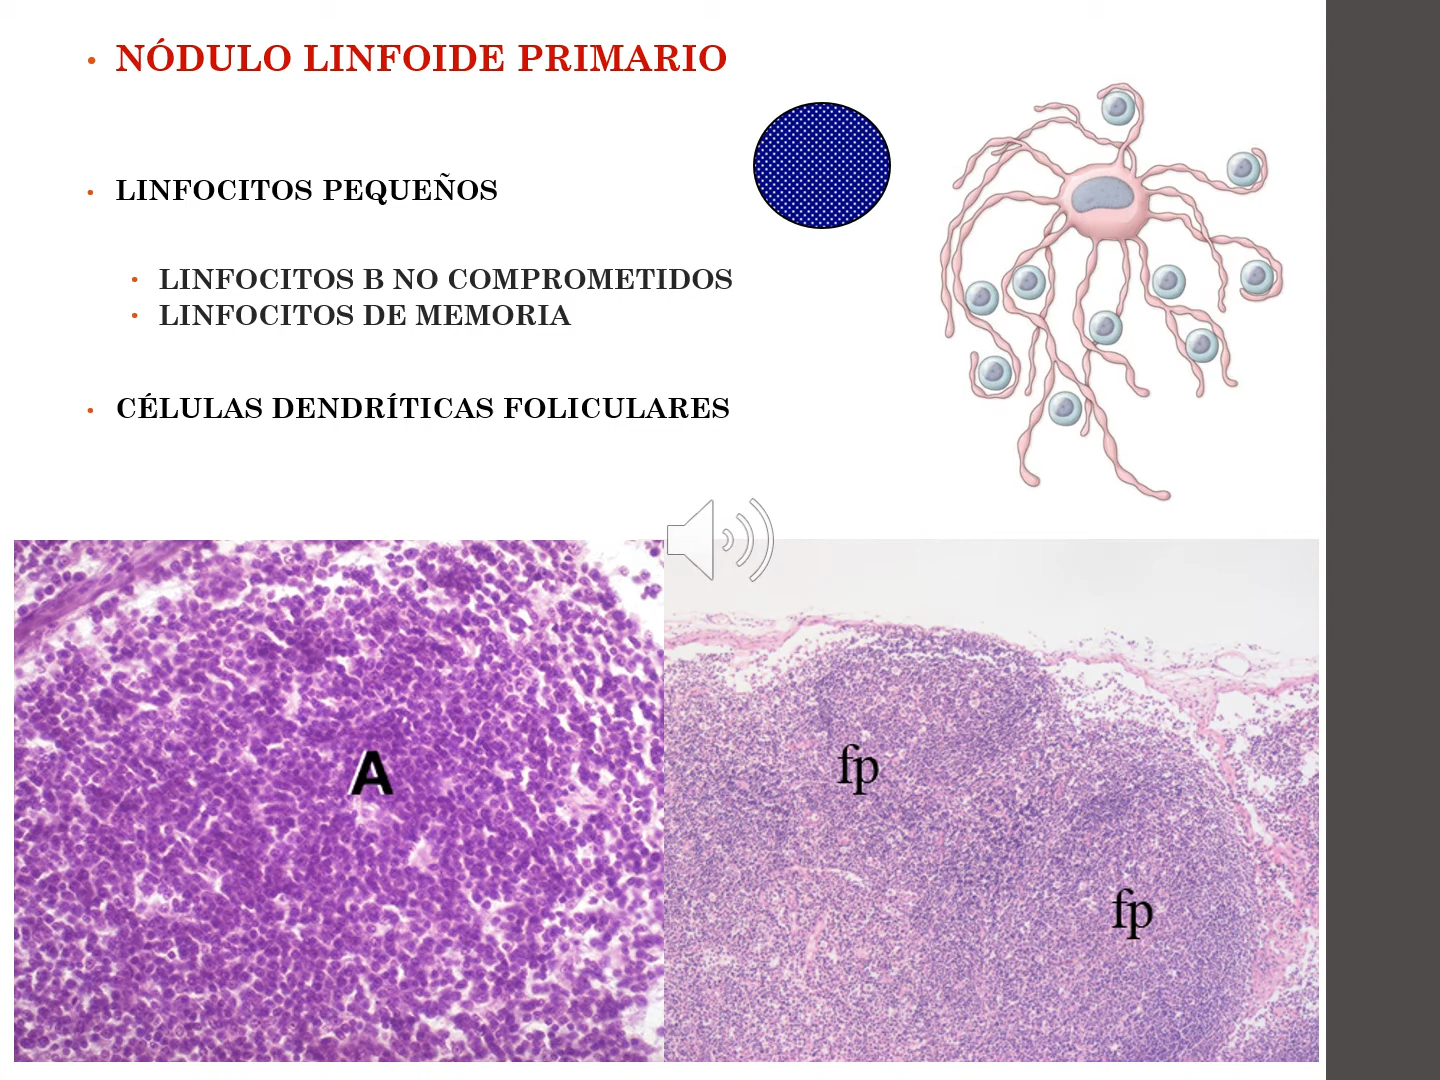 • NÓDULO LINFOIDE PRIMARIO
• LINFOCITOS PEQUEÑOS
• LINFOCITOS B NO COMPROMETIDOS
• LINFOCITOS DE MEMORIA
• CÉLULAS DENDRÍTICAS FOLICULARES
A
fp
fp